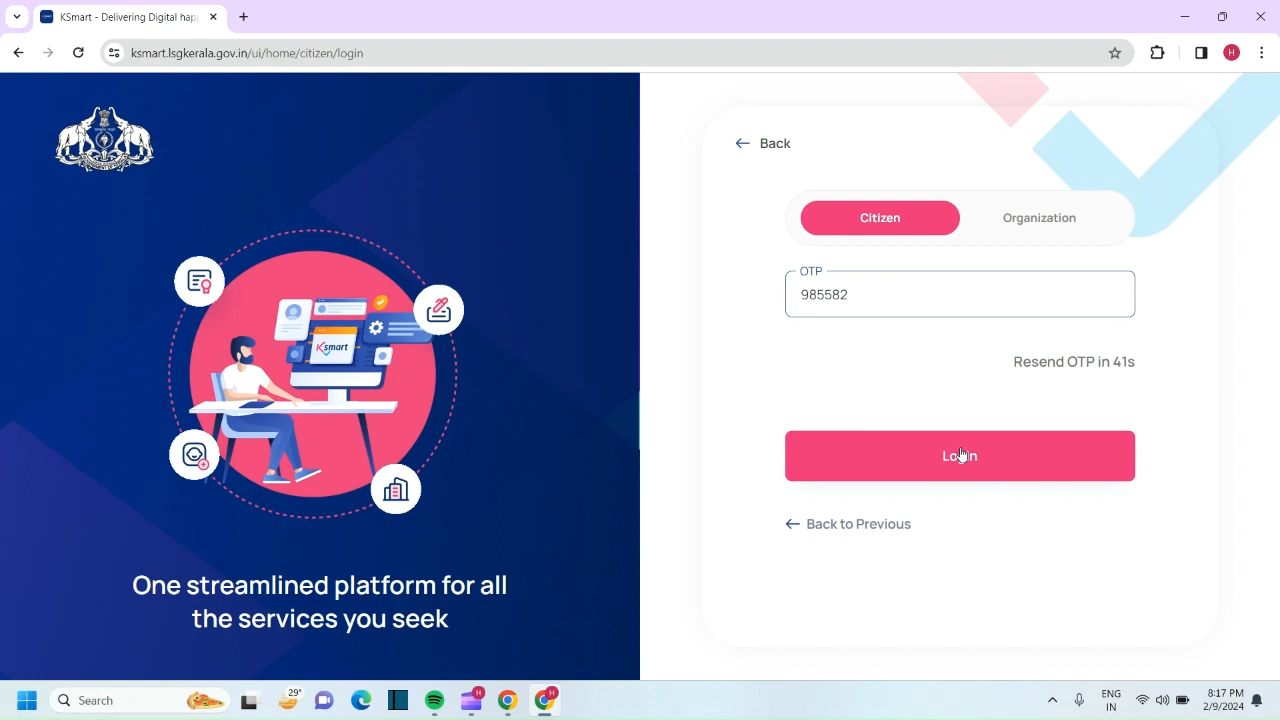 KSmart - Delivering Digital hap
ksmart.lsgkerala.gov.in/ui/home/citizen/login
H
Back
Citizen
Organization
OTP
985582
Resend OTP in 41s
Login
Back to Previous
Ksmart
One streamlined platform for all
the services you seek
Search
29°
H
H
ENG
IN
8:17 PM
2/9/2024